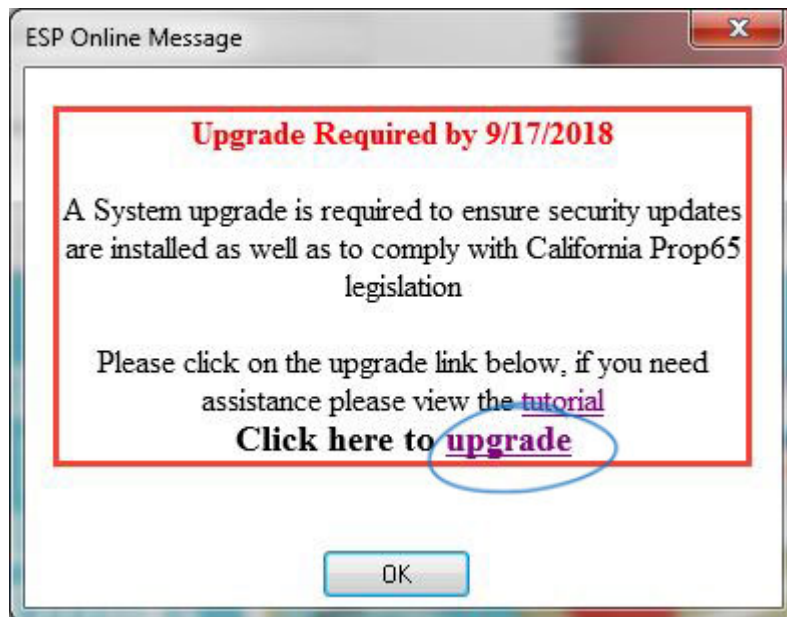 ESP Online Message
Upgrade Required by 9/17/2018
A System upgrade is required to ensure security updates
are installed as well as to comply with California Prop65
legislation
Please click on the upgrade link below, if you need
assistance please view the tutorial
Click here to upgrade
OK